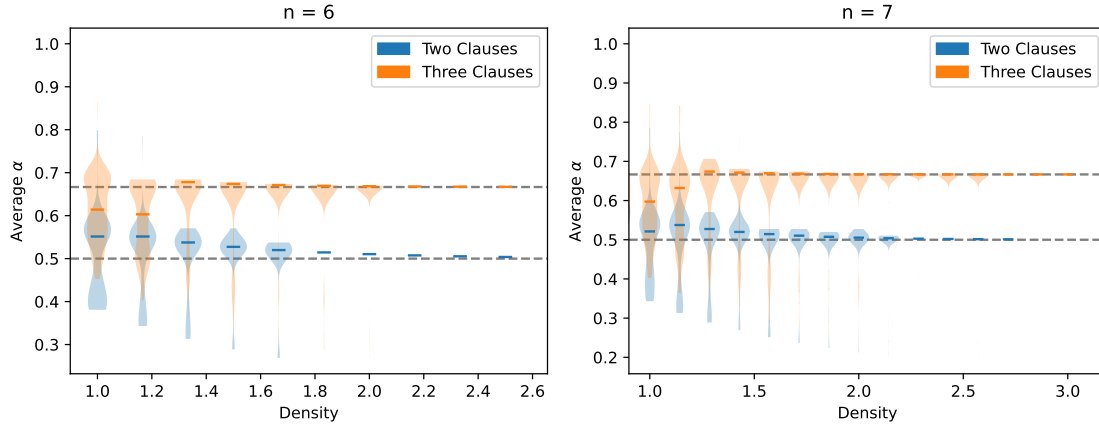 n = 6
1.0
0.9
0.8
0.7
0.6
0.5
0.4
0.3
Average α
Two Clauses
Three Clauses
1.0 1.2 1.4 1.6 1.8 2.0 2.2 2.4 2.6
Density
n = 7
1.0
0.9
0.8
0.7
0.6
0.5
0.4
0.3
0.2
Average α
Two Clauses
Three Clauses
1.0 1.5 2.0 2.5 3.0
Density